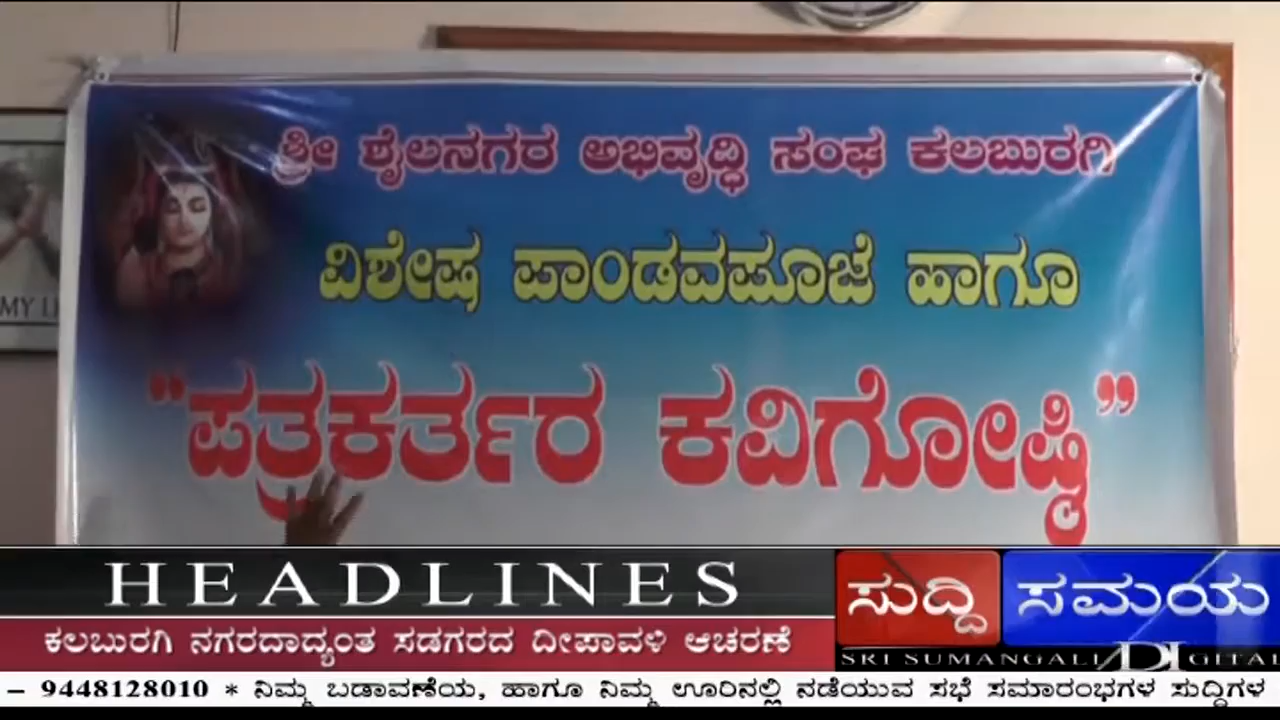 ಶ್ರೀ ಶೈಲನಗರ ಅಭಿವೃದ್ಧಿ ಸಂಘ ಕಲಬುರಗಿ
ವಿಶೇಷ ಪಾಂಡವಪೂಜೆ ಹಾಗೂ
"ಪತ್ರಕರ್ತರ ಕವಿಗೋಷ್ಠಿ"
MY
HEADLINES
ಸುದ್ದಿ ಸಮಯ
ಕಲಬುರಗಿ ನಗರದಾದ್ಯಂತ ಸಡಗರದ ದೀಪಾವಳಿ ಆಚರಣೆ
SRI SUMANGALI DIGITAL
– 9448128010 * ನಿಮ್ಮ ಬಡಾವಣೆಯ, ಹಾಗೂ ನಿಮ್ಮ ಊರಿನಲ್ಲಿ ನಡೆಯುವ ಸಭೆ ಸಮಾರಂಭಗಳ ಸುದ್ದಿಗಳ